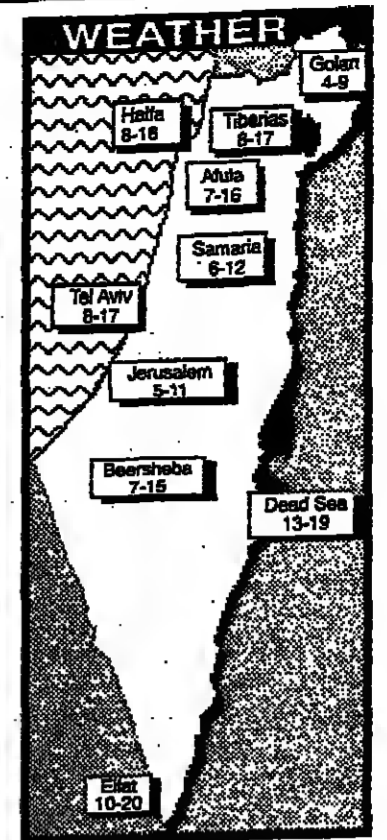 WEATHER
Golan
4-9
Haifa
8-16
Tiberias
8-17
Afula
7-16
Samaria
6-12
Tel Aviv
8-17
Jerusalem
5-11
Beersheba
7-15
Dead Sea
13-19
Eilat
10-20